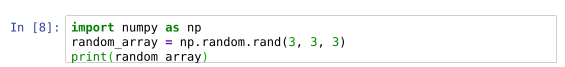 In [8]: import numpy as np
random_array = np.random.rand(3, 3, 3)
print(random_array)